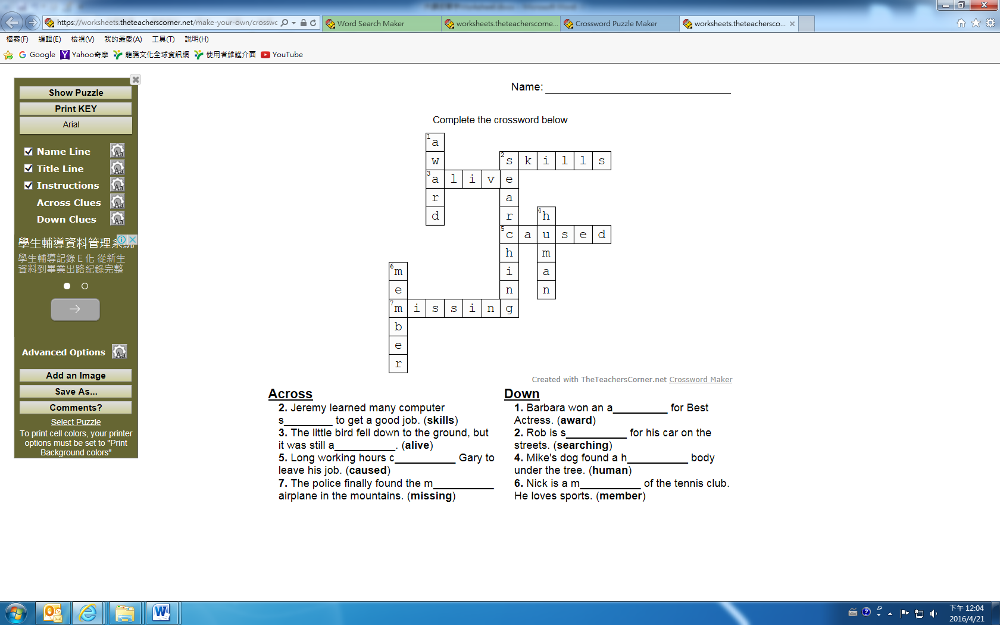 https://worksheets.theteacherscorner.net/make-your-own/crosswc
Word Search Maker
worksheets.theteacherscorne...
Crossword Puzzle Maker
worksheets.theteachersco...
檔案(F) 編輯(E) 檢視(V) 我的最愛(A) 工具(T) 說明(H)
Google Yahoo奇摩 龍騰文化全球資訊網 使用者維護介面 YouTube
Show Puzzle
Print KEY
Arial
Name Line
Title Line
Instructions
Across Clues
Down Clues
學生輔導資料管理系統
學生輔導記錄 E 化 從新生
資料到畢業出路紀錄完整
Advanced Options
Add an Image
Save As...
Comments?
Select Puzzle
To print cell colors, your printer
options must be set to "Print
Background colors"
Name:
Complete the crossword below
1 a
w 2 s k i l l s
3 a l i v e
r a
d r 4 h
5 c a u s e d
h m
6 m i a
e n n
7 m i s s i n g
b
e
r
Created with TheTeachersCorner.net Crossword Maker
Across
2. Jeremy learned many computer
s________ to get a good job. (skills)
3. The little bird fell down to the ground, but
it was still a__________. (alive)
5. Long working hours c__________ Gary to
leave his job. (caused)
7. The police finally found the m__________
airplane in the mountains. (missing)
Down
1. Barbara won an a_________ for Best
Actress. (award)
2. Rob is s__________ for his car on the
streets. (searching)
4. Mike's dog found a h__________ body
under the tree. (human)
6. Nick is a m__________ of the tennis club.
He loves sports. (member)
下午 12:04
2016/4/21